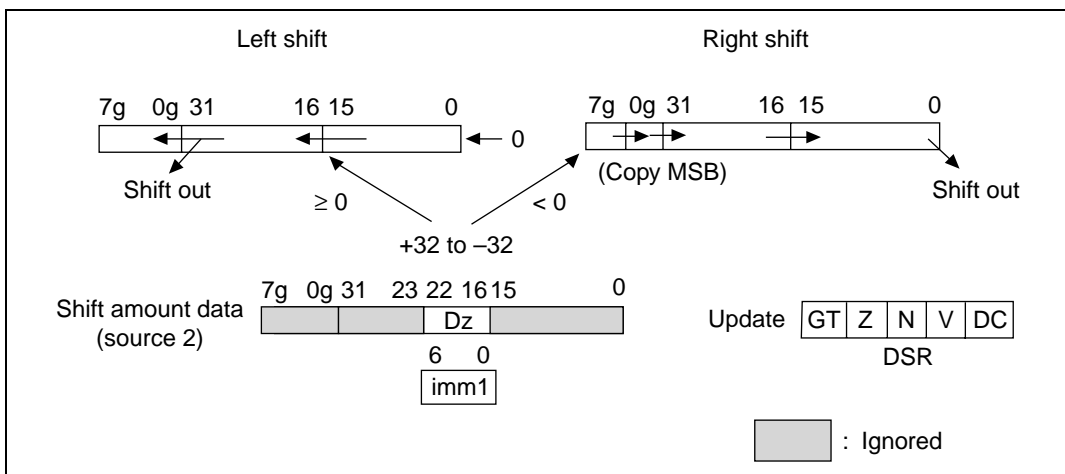 Left shift
Right shift
7g 0g 31 16 15 0
7g 0g 31 16 15 0
0
(Copy MSB)
Shift out
Shift out
≥ 0
< 0
+32 to –32
7g 0g 31 23 22 16 15 0
Shift amount data
(source 2)
Dz
Update GT Z N V DC
DSR
6 0
imm1
: Ignored